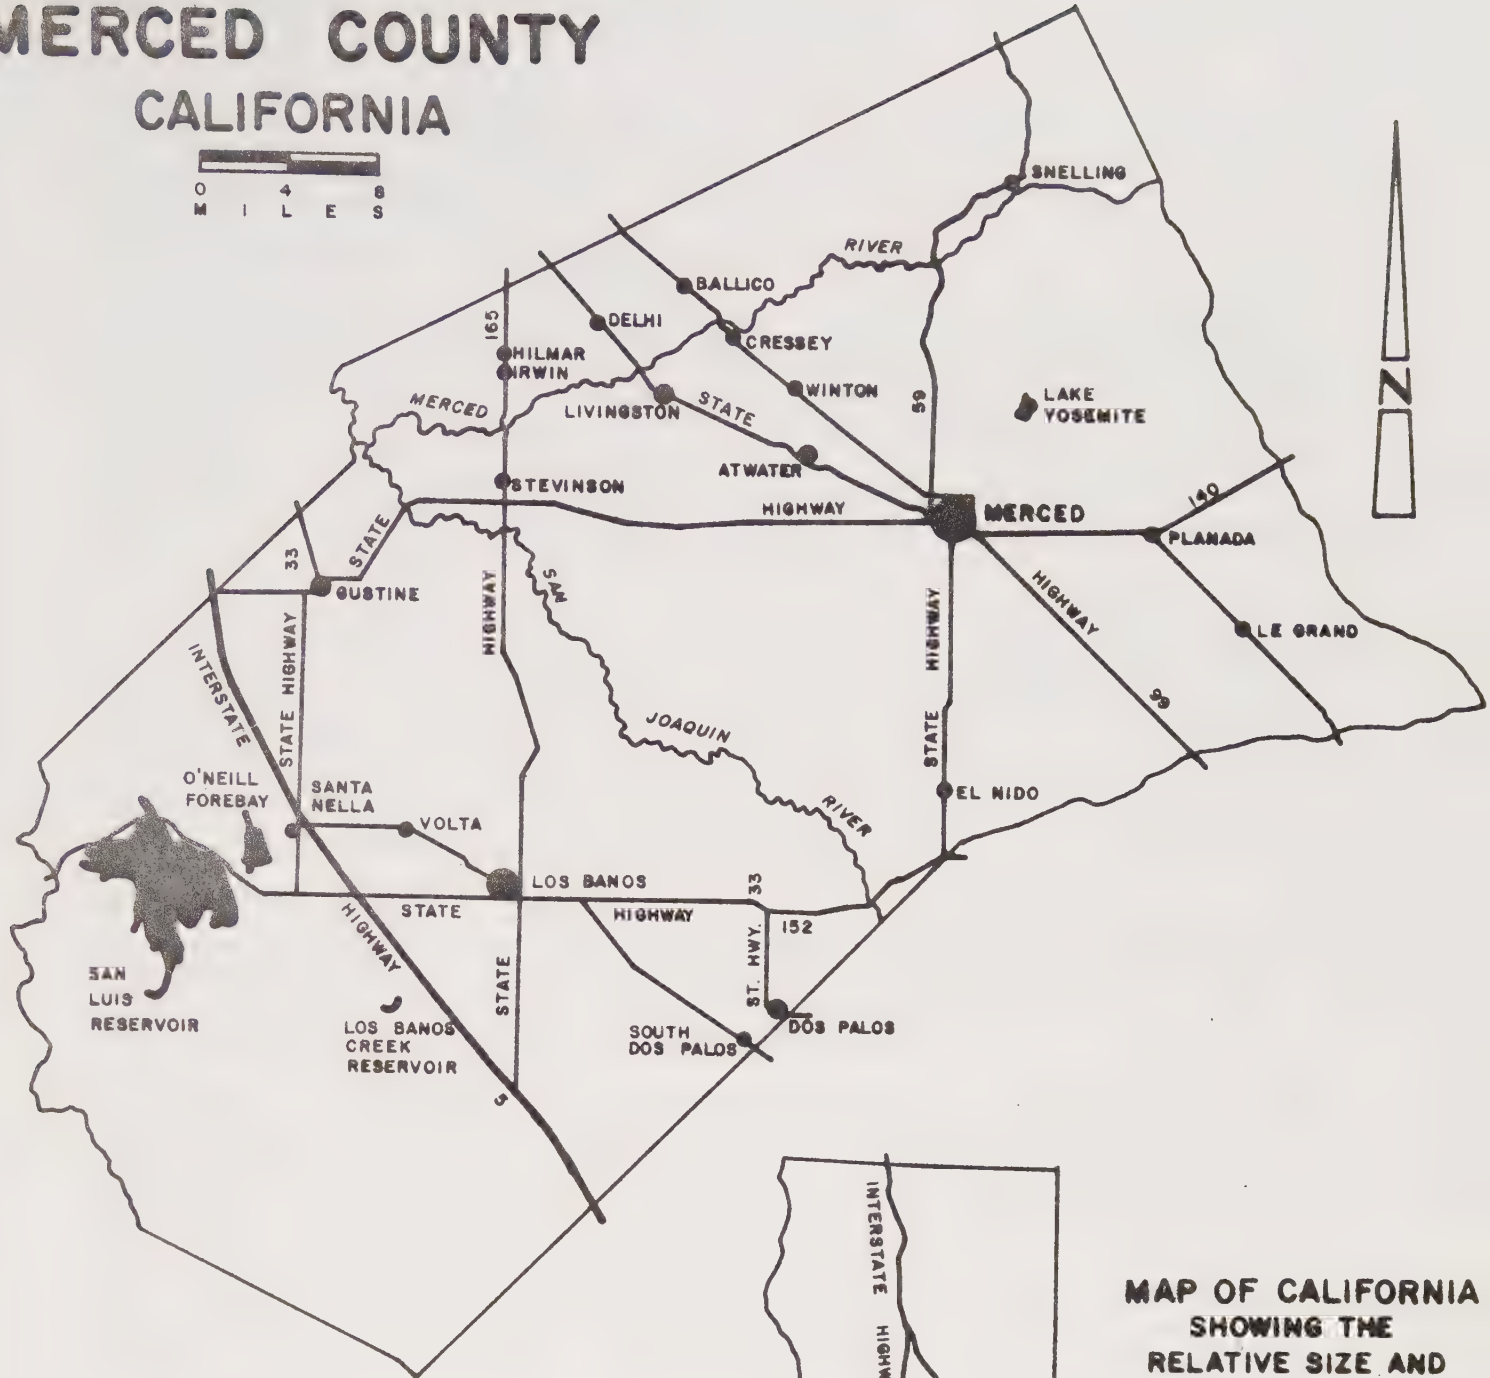 MERCED COUNTY
CALIFORNIA
0 4 8
M I L E S
SNELLING
RIVER
BALLICO
DELHI
165
HILMAR
IRWIN
CRESSEY
WINTON
59
LAKE
YOSEMITE
N
MERCED
LIVINGSTON
STATE
ATWATER
STEVINSON
HIGHWAY
MERCED
140
PLANADA
33
STATE
GUSTINE
HIGHWAY
SAN
HIGHWAY
HIGHWAY
LE GRAND
INTERSTATE
STATE HIGHWAY
JOAQUIN
STATE
99
O'NEILL
FOREBAY
SANTA
NELLA
VOLTA
RIVER
EL NIDO
LOS BANOS
STATE
HIGHWAY
HIGHWAY
33
152
SAN
LUIS
RESERVOIR
STATE
ST. HWY.
LOS BANOS
CREEK
RESERVOIR
SOUTH
DOS PALOS
DOS PALOS
5
INTERSTATE HIGHW
MAP OF CALIFORNIA
SHOWING THE
RELATIVE SIZE AND